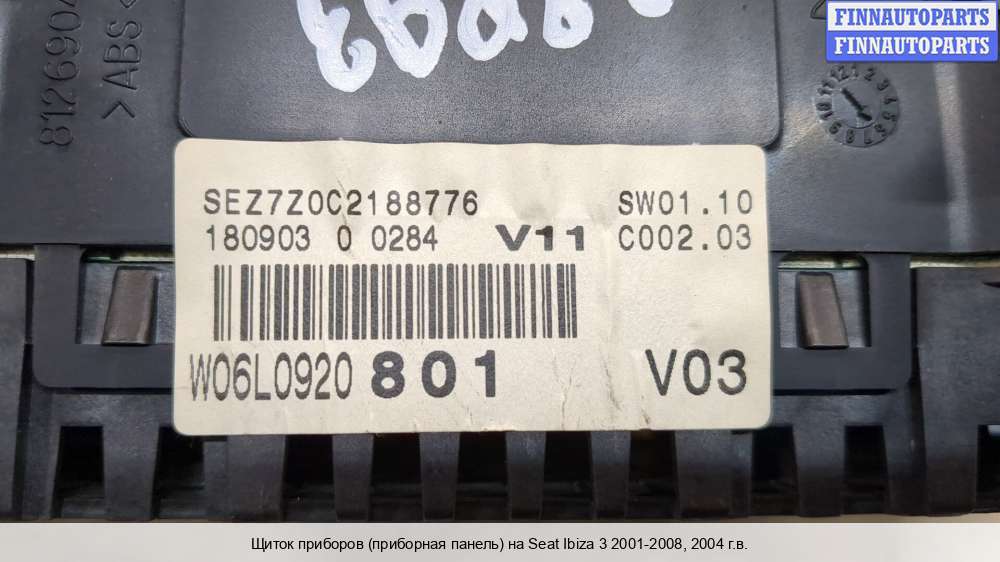 FINNAUTOPARTS
FINNAUTOPARTS
>ABS<
SEZ7Z0C2188776 SW01.10
180903 0 0284 V11 C002.03
W06L0920 801 V03
Щиток приборов (приборная панель) на Seat Ibiza 3 2001-2008, 2004 г.в.